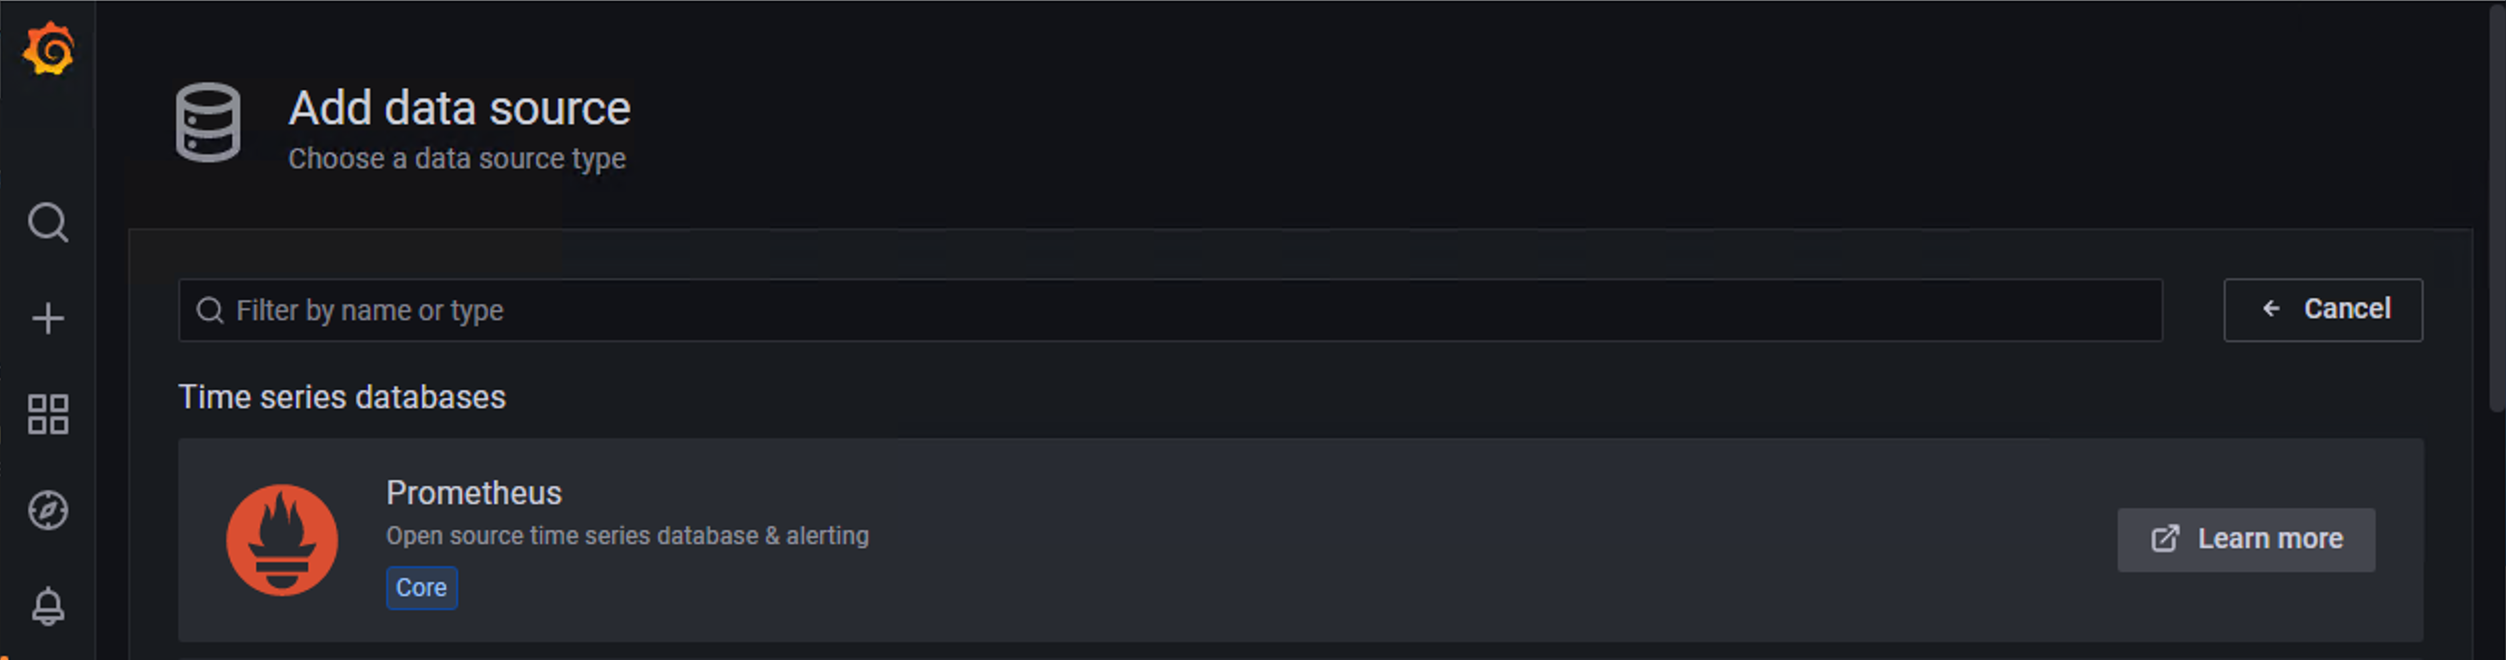 Add data source
Choose a data source type
Filter by name or type
Cancel
Time series databases
Prometheus
Open source time series database & alerting
Core
Learn more